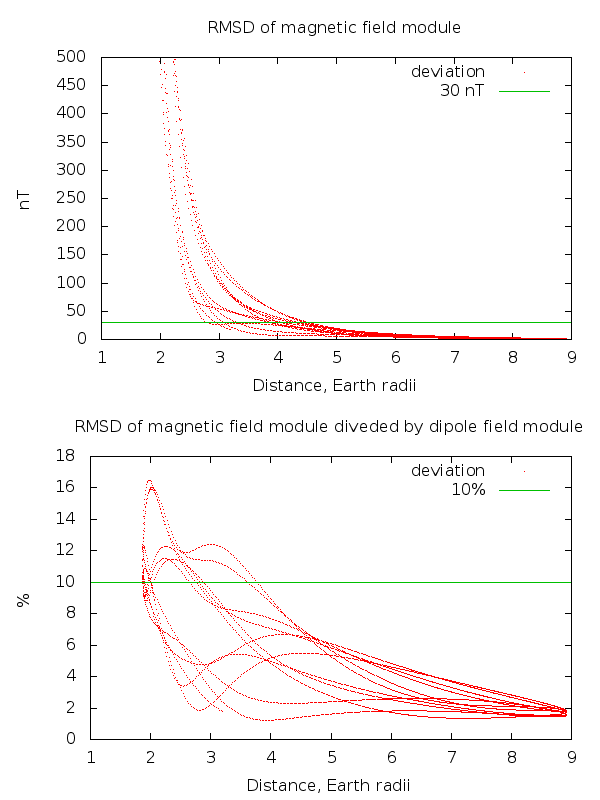 RMSD of magnetic field module
500
450
400
350
300
250
200
150
100
50
0
nT
deviation
30 nT
1 2 3 4 5 6 7 8 9
Distance, Earth radii
RMSD of magnetic field module diveded by dipole field module
18
16
14
12
10
8
6
4
2
0
%
deviation
10%
1 2 3 4 5 6 7 8 9
Distance, Earth radii